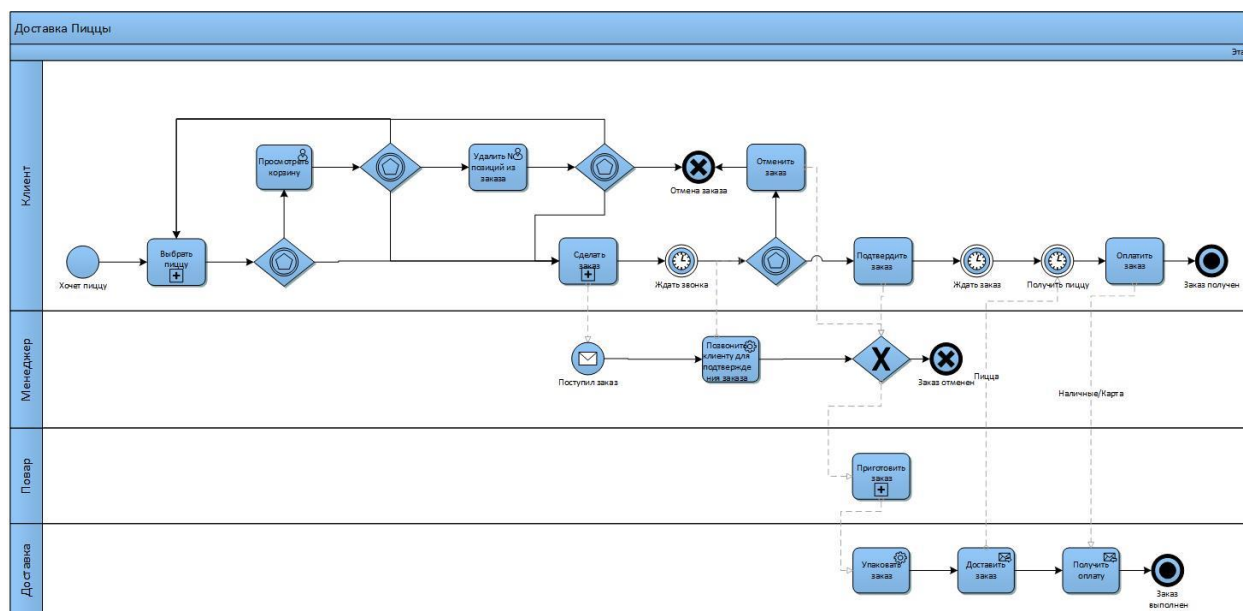 Доставка Пиццы
Эта
Клиент
Просмотреть
корзину
Удалить N
позиций из
заказа
Отмена заказа
Отменить
заказ
Хочет пиццу
Выбрать
пиццу
Сделать
заказ
Ждать звонка
Подтвердить
заказ
Ждать заказ
Получить пиццу
Оплатить
заказ
Заказ получен
Менеджер
Поступил заказ
Позвонить
клиенту для
подтвержде
ния заказа
X
Заказ отменен
Пицца
Наличные/Карта
Повар
Приготовить
заказ
Доставка
Упаковать
заказ
Доставить
заказ
Получить
оплату
Заказ
выполнен